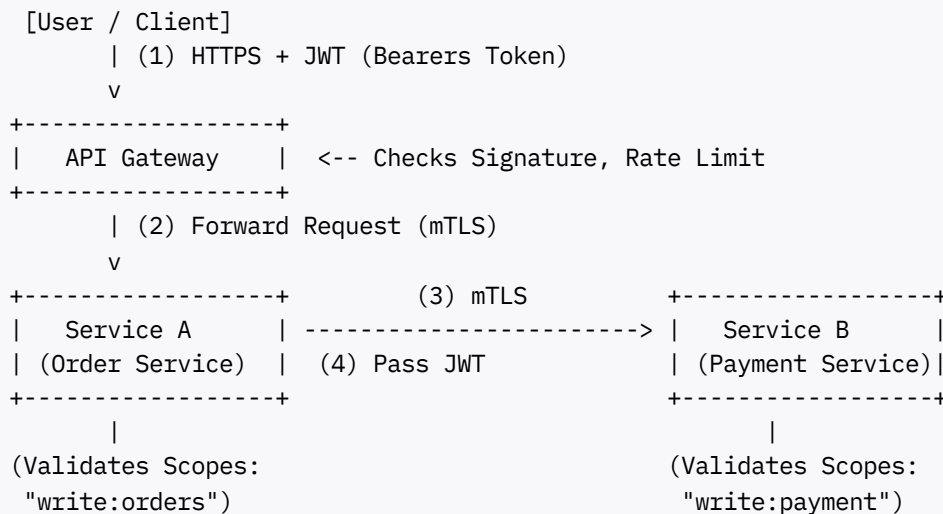 [User / Client]
| (1) HTTPS + JWT (Bearers Token)
v
+------------------+
|   API Gateway    |  <-- Checks Signature, Rate Limit
+------------------+
| (2) Forward Request (mTLS)
v
+------------------+         (3) mTLS          +------------------+
|   Service A      | ------------------------> |   Service B      |
| (Order Service)  |  (4) Pass JWT             | (Payment Service)|
+------------------+                           +------------------+
|                                              |
(Validates Scopes:                             (Validates Scopes:
"write:orders")                                "write:payment")